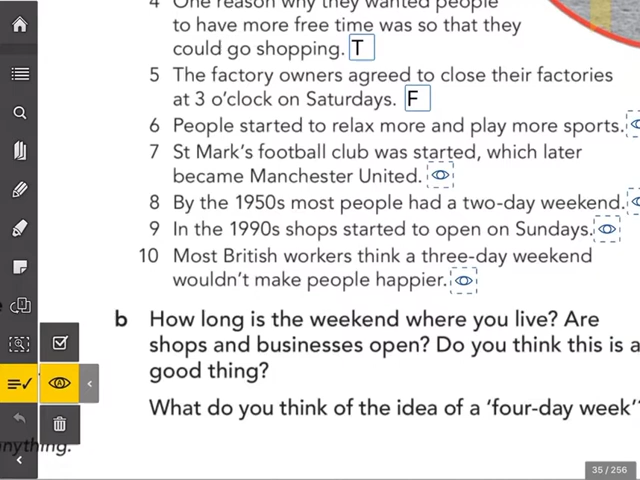 4 One reason why they wanted people
to have more free time was so that they
could go shopping. T
5 The factory owners agreed to close their factories
at 3 o'clock on Saturdays. F
6 People started to relax more and play more sports.
7 St Mark's football club was started, which later
became Manchester United.
8 By the 1950s most people had a two-day weekend.
9 In the 1990s shops started to open on Sundays.
10 Most British workers think a three-day weekend
wouldn't make people happier.
b How long is the weekend where you live? Are
shops and businesses open? Do you think this is a
good thing?
What do you think of the idea of a 'four-day week'?
anything.
35 / 256